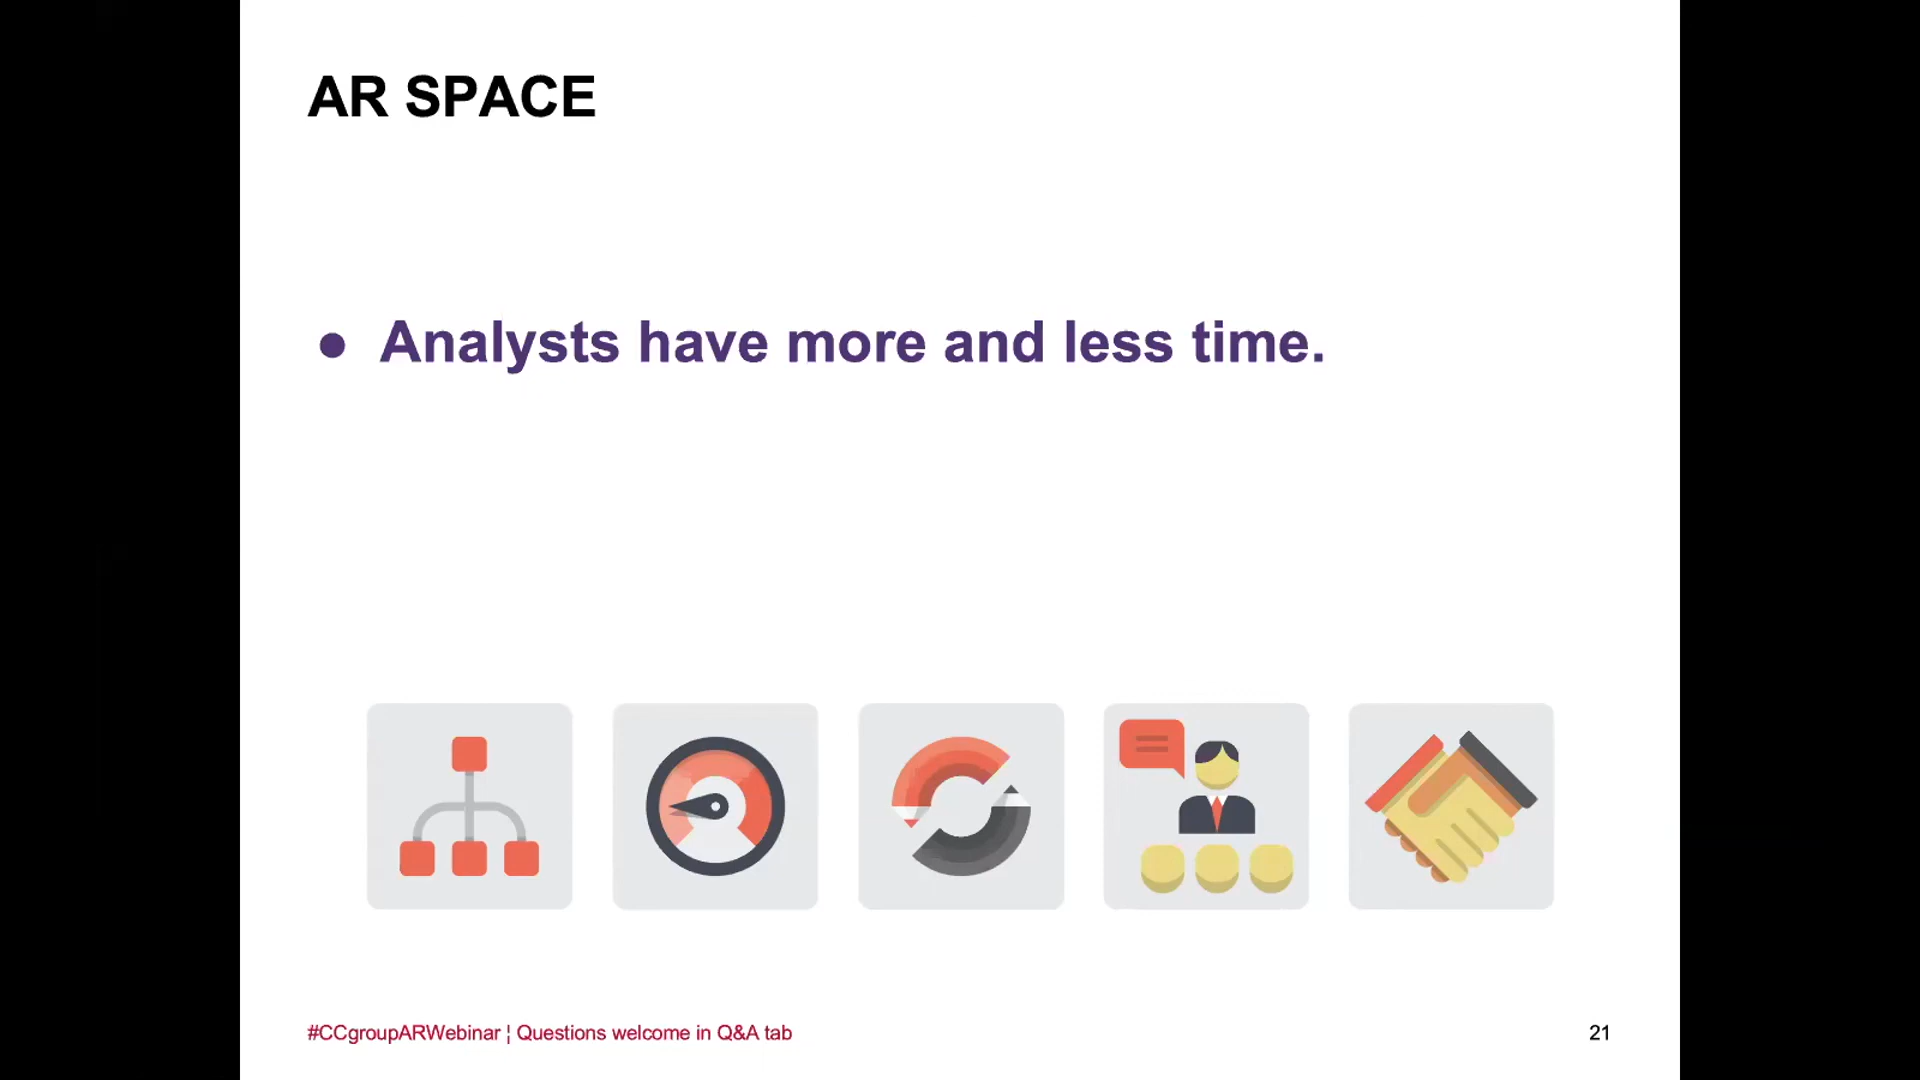 AR SPACE
● Analysts have more and less time.
#CCgroupARWebinar ¦ Questions welcome in Q&A tab
21